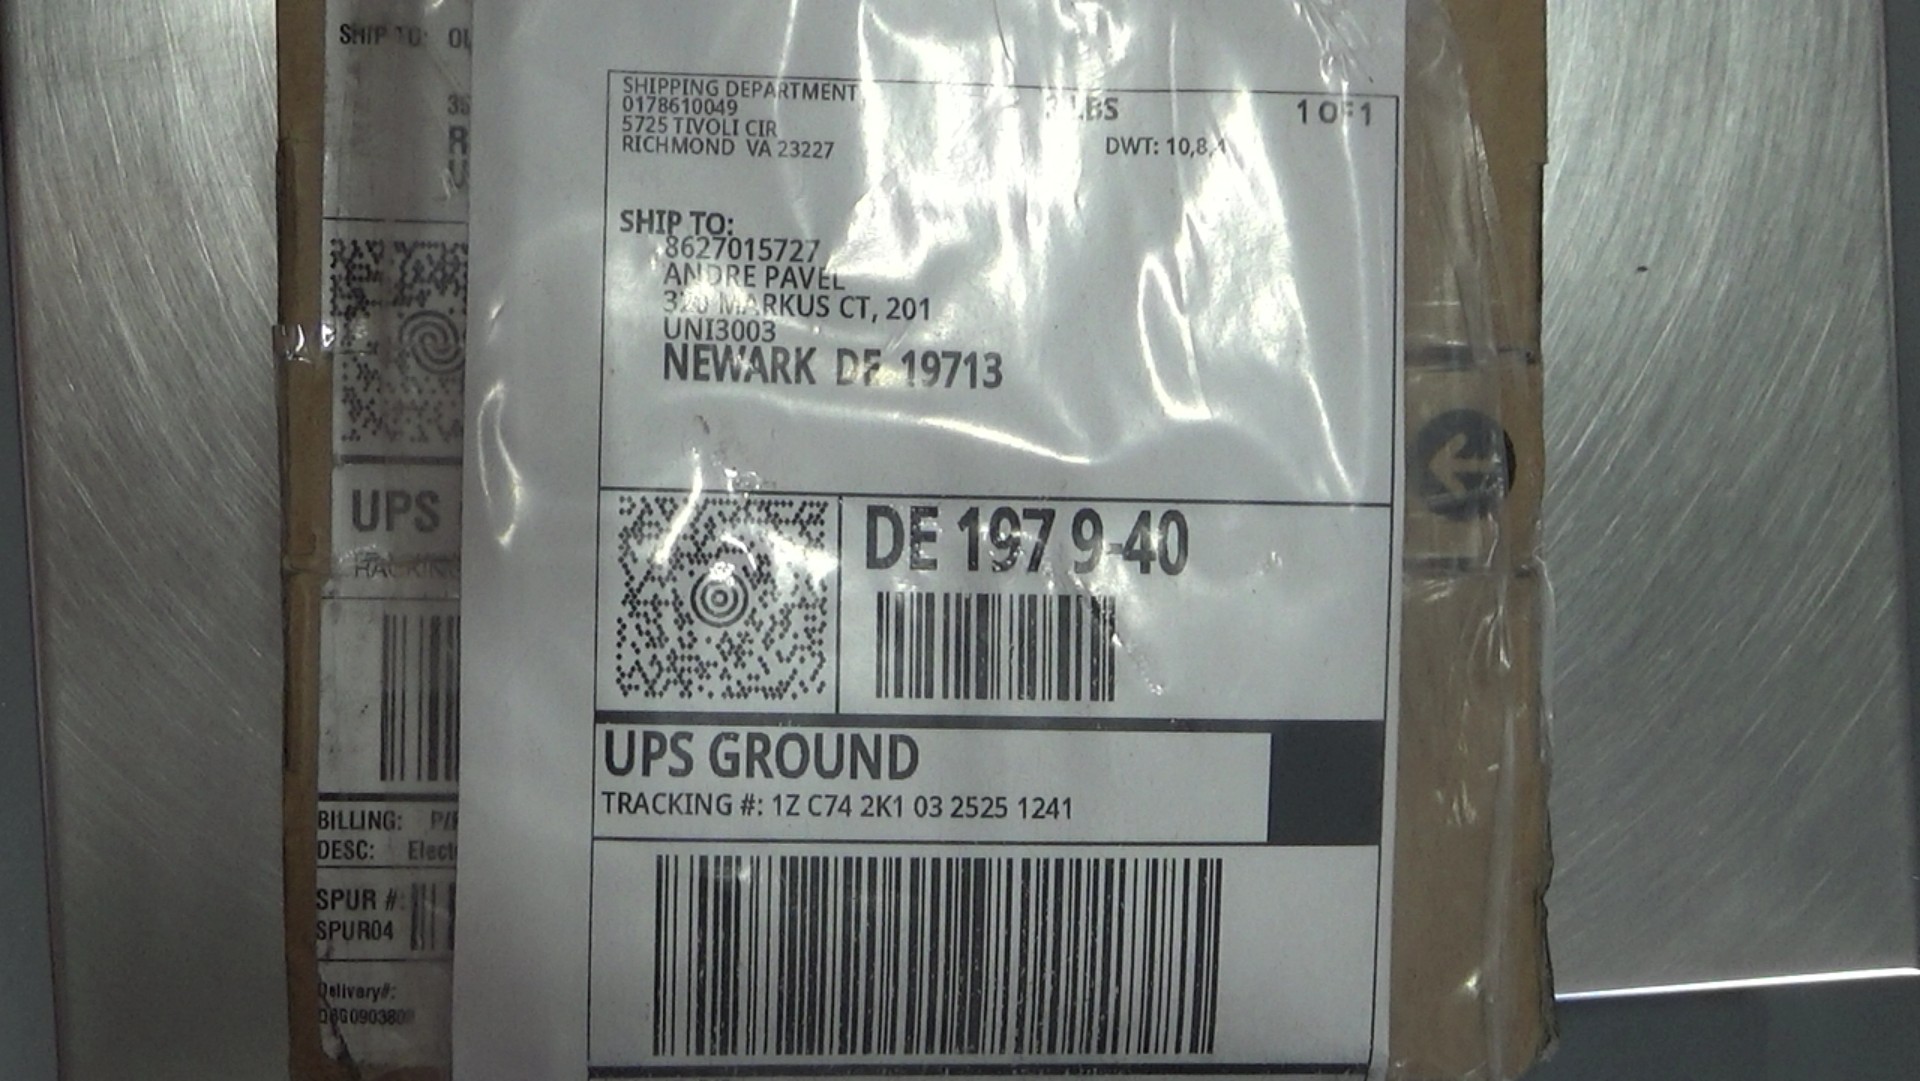 SHIP TO:
UPS
BILLING:
DESC:
SPUR #:
SPUR04
Delivery#:
SHIPPING DEPARTMENT
0178610049
5725 TIVOLI CIR
RICHMOND VA 23227
LBS
1 OF 1
DWT: 10,8,4
SHIP TO:
8627015727
ANDRE PAVEL
MARKUS CT, 201
UNI3003
NEWARK DE 19713
DE 197 9-40
UPS GROUND
TRACKING #: 1Z C74 2K1 03 2525 1241